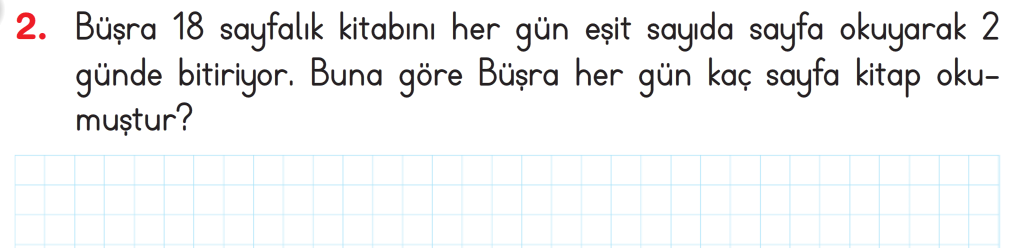 2. Büşra 18 sayfalık kitabını her gün eşit sayıda sayfa okuyarak 2
günde bitiriyor. Buna göre Büşra her gün kaç sayfa kitap oku-
muştur?